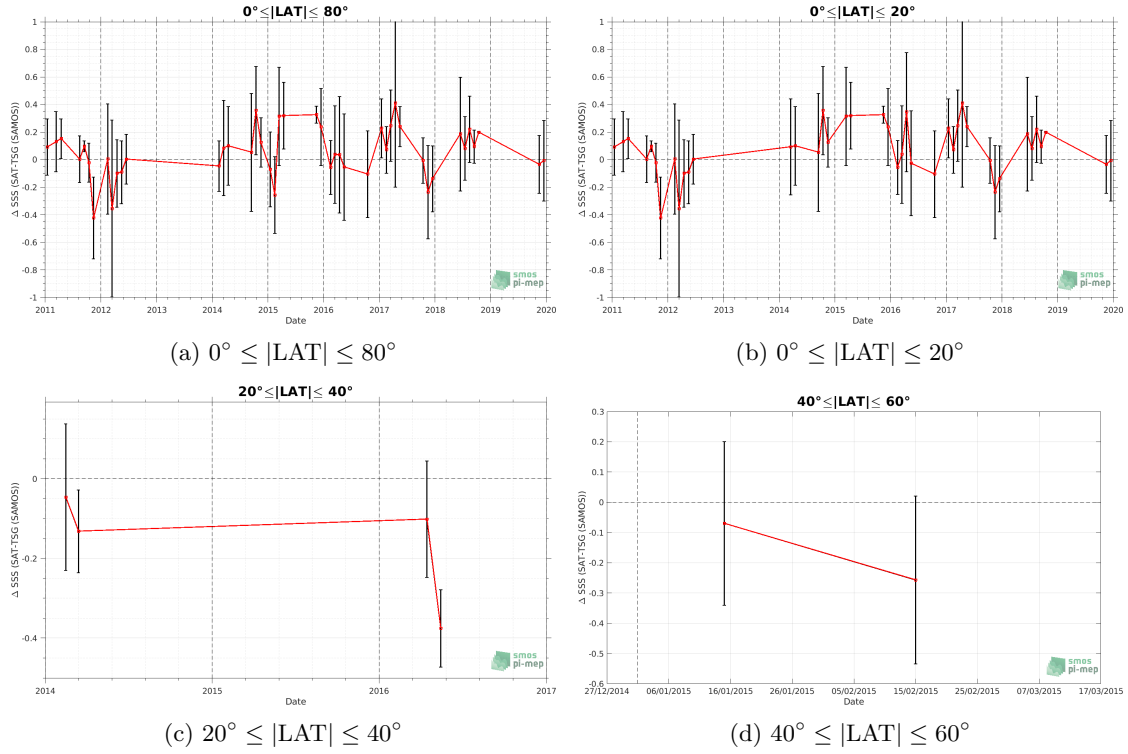 0°≤|LAT|≤ 80°
1
0.8
0.6
0.4
0.2
0
-0.2
-0.4
-0.6
-0.8
-1
Δ SSS (SAT-TSG (SAMOS))
2011 2012 2013 2014 2015 2016 2017 2018 2019 2020
Date
smos
pi-mep
(a) 0° ≤ |LAT| ≤ 80°
0°≤|LAT|≤ 20°
1
0.8
0.6
0.4
0.2
0
-0.2
-0.4
-0.6
-0.8
-1
Δ SSS (SAT-TSG (SAMOS))
2011 2012 2013 2014 2015 2016 2017 2018 2019 2020
Date
smos
pi-mep
(b) 0° ≤ |LAT| ≤ 20°
20°≤|LAT|≤ 40°
0
-0.2
-0.4
Δ SSS (SAT-TSG (SAMOS))
2014 2015 2016 2017
Date
smos
pi-mep
(c) 20° ≤ |LAT| ≤ 40°
40°≤|LAT|≤ 60°
0.3
0.2
0.1
0
-0.1
-0.2
-0.3
-0.4
-0.5
-0.6
Δ SSS (SAT-TSG (SAMOS))
27/12/2014 06/01/2015 16/01/2015 26/01/2015 05/02/2015 15/02/2015 25/02/2015 07/03/2015 17/03/2015
Date
smos
pi-mep
(d) 40° ≤ |LAT| ≤ 60°